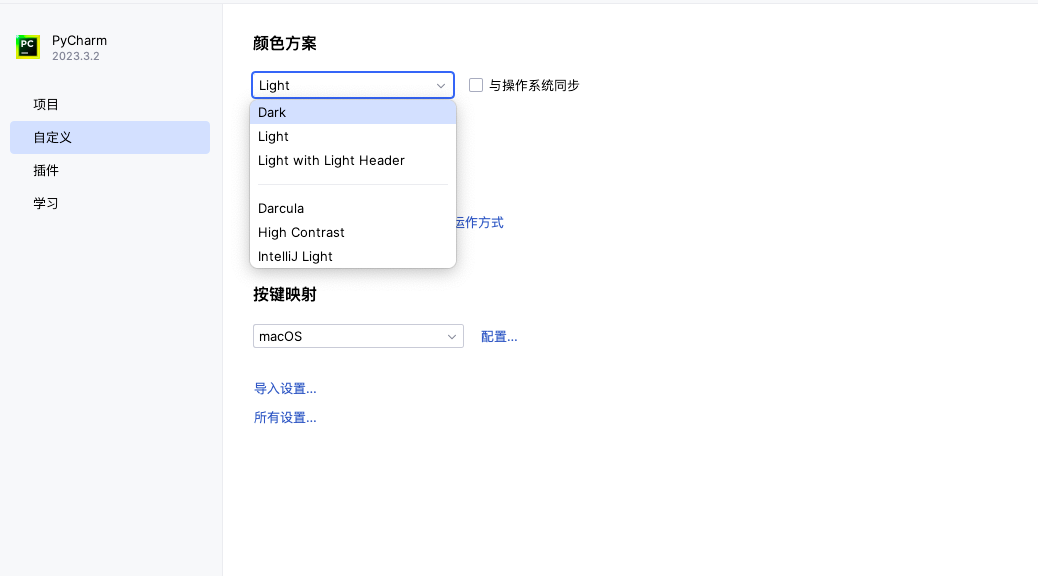 PC
PyCharm
2023.3.2
项目
自定义
插件
学习
颜色方案
Light
与操作系统同步
Dark
Light
Light with Light Header
Darcula
High Contrast
IntelliJ Light
运作方式
按键映射
macOS
配置...
导入设置...
所有设置...